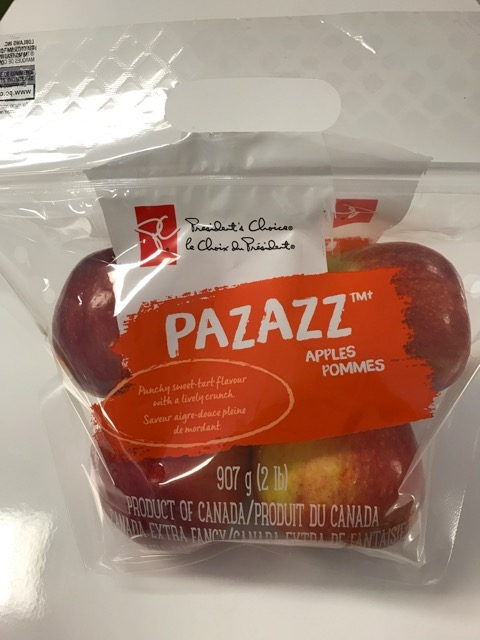 President's Choice®
le Choix du Président®
PAZAZZ™†
APPLES
POMMES
Punchy sweet-tart flavour
with a lively crunch.
Saveur aigre-douce pleine
de mordant.
907 g (2 lb)
PRODUCT OF CANADA/PRODUIT DU CANADA
CANADA EXTRA FANCY/CANADA EXTRA DE FANTAISIE